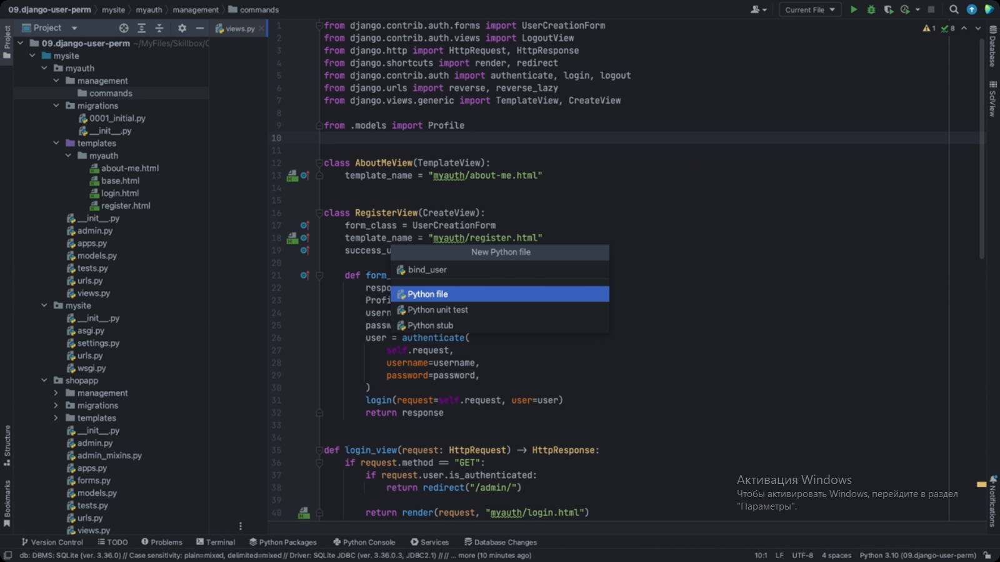 09.django-user-perm
mysite
myauth
management
commands
Current File
Project
views.py
1
8
Project
09.django-user-perm ~/MyFiles/Skillbox/
mysite
myauth
management
commands
migrations
0001_initial.py
__init__.py
templates
myauth
about-me.html
base.html
login.html
register.html
__init__.py
admin.py
apps.py
models.py
tests.py
urls.py
views.py
mysite
__init__.py
asgi.py
settings.py
urls.py
wsgi.py
shopapp
management
migrations
templates
__init__.py
admin.py
admin_mixins.py
apps.py
forms.py
models.py
tests.py
urls.py
views.py
1 from django.contrib.auth.forms import UserCreationForm
2 from django.contrib.auth.views import LogoutView
3 from django.http import HttpRequest, HttpResponse
4 from django.shortcuts import render, redirect
5 from django.contrib.auth import authenticate, login, logout
6 from django.urls import reverse, reverse_lazy
7 from django.views.generic import TemplateView, CreateView
8
9 from .models import Profile
10
11
12 class AboutMeView(TemplateView):
13 template_name = "myauth/about-me.html"
14
15
16 class RegisterView(CreateView):
17 form_class = UserCreationForm
18 template_name = "myauth/register.html"
19 success_u
20
21 def form_
22 respo
23 Profi
24 usern
25 passw
26 user = authenticate(
27 self.request,
28 username=username,
29 password=password,
30 )
31 login(request=self.request, user=user)
32 return response
33
34
35 def login_view(request: HttpRequest) -> HttpResponse:
36 if request.method == "GET":
37 if request.user.is_authenticated:
38 return redirect("/admin/")
39
40 return render(request, "myauth/login.html")
New Python file
bind_user
Python file
Python unit test
Python stub
Database
SciView
Notifications
Structure
Bookmarks
Активация Windows
Чтобы активировать Windows, перейдите в раздел
"Параметры".
Version Control
TODO
Problems
Terminal
Python Packages
Python Console
Services
Database Changes
db: DBMS: SQLite (ver. 3.36.0) // Case sensitivity: plain=mixed, delimited=mixed // Driver: SQLite JDBC (ver. 3.36.0.3, JDBC2.1) // // ... more (10 minutes ago)
10:1 LF UTF-8 4 spaces Python 3.10 (09.django-user-perm)